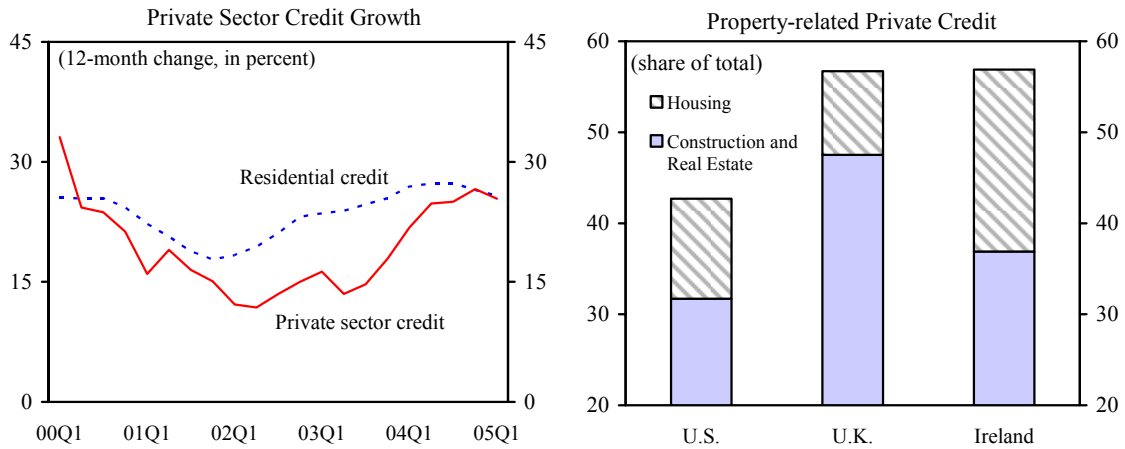 Private Sector Credit Growth
45
45
(12-month change, in percent)
30
30
Residential credit
15
15
Private sector credit
0
0
00Q1 01Q1 02Q1 03Q1 04Q1 05Q1
Property-related Private Credit
60
60
(share of total)
Housing
50
50
Construction and
Real Estate
40
40
30
30
20
20
U.S. U.K. Ireland